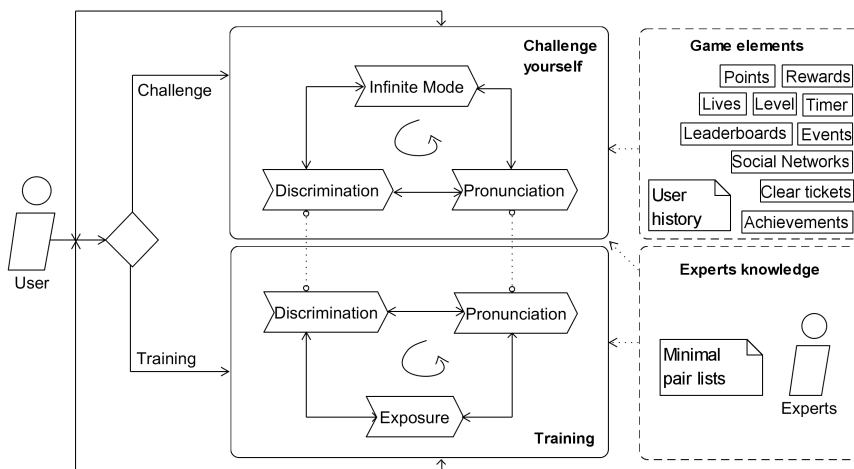 Challenge
yourself
Challenge
Infinite Mode
Discrimination
Pronunciation
Game elements
Points
Rewards
Lives
Level
Timer
Leaderboards
Events
Social Networks
User
history
Clear tickets
Achievements
User
Discrimination
Pronunciation
Training
Exposure
Training
Experts knowledge
Minimal
pair lists
Experts